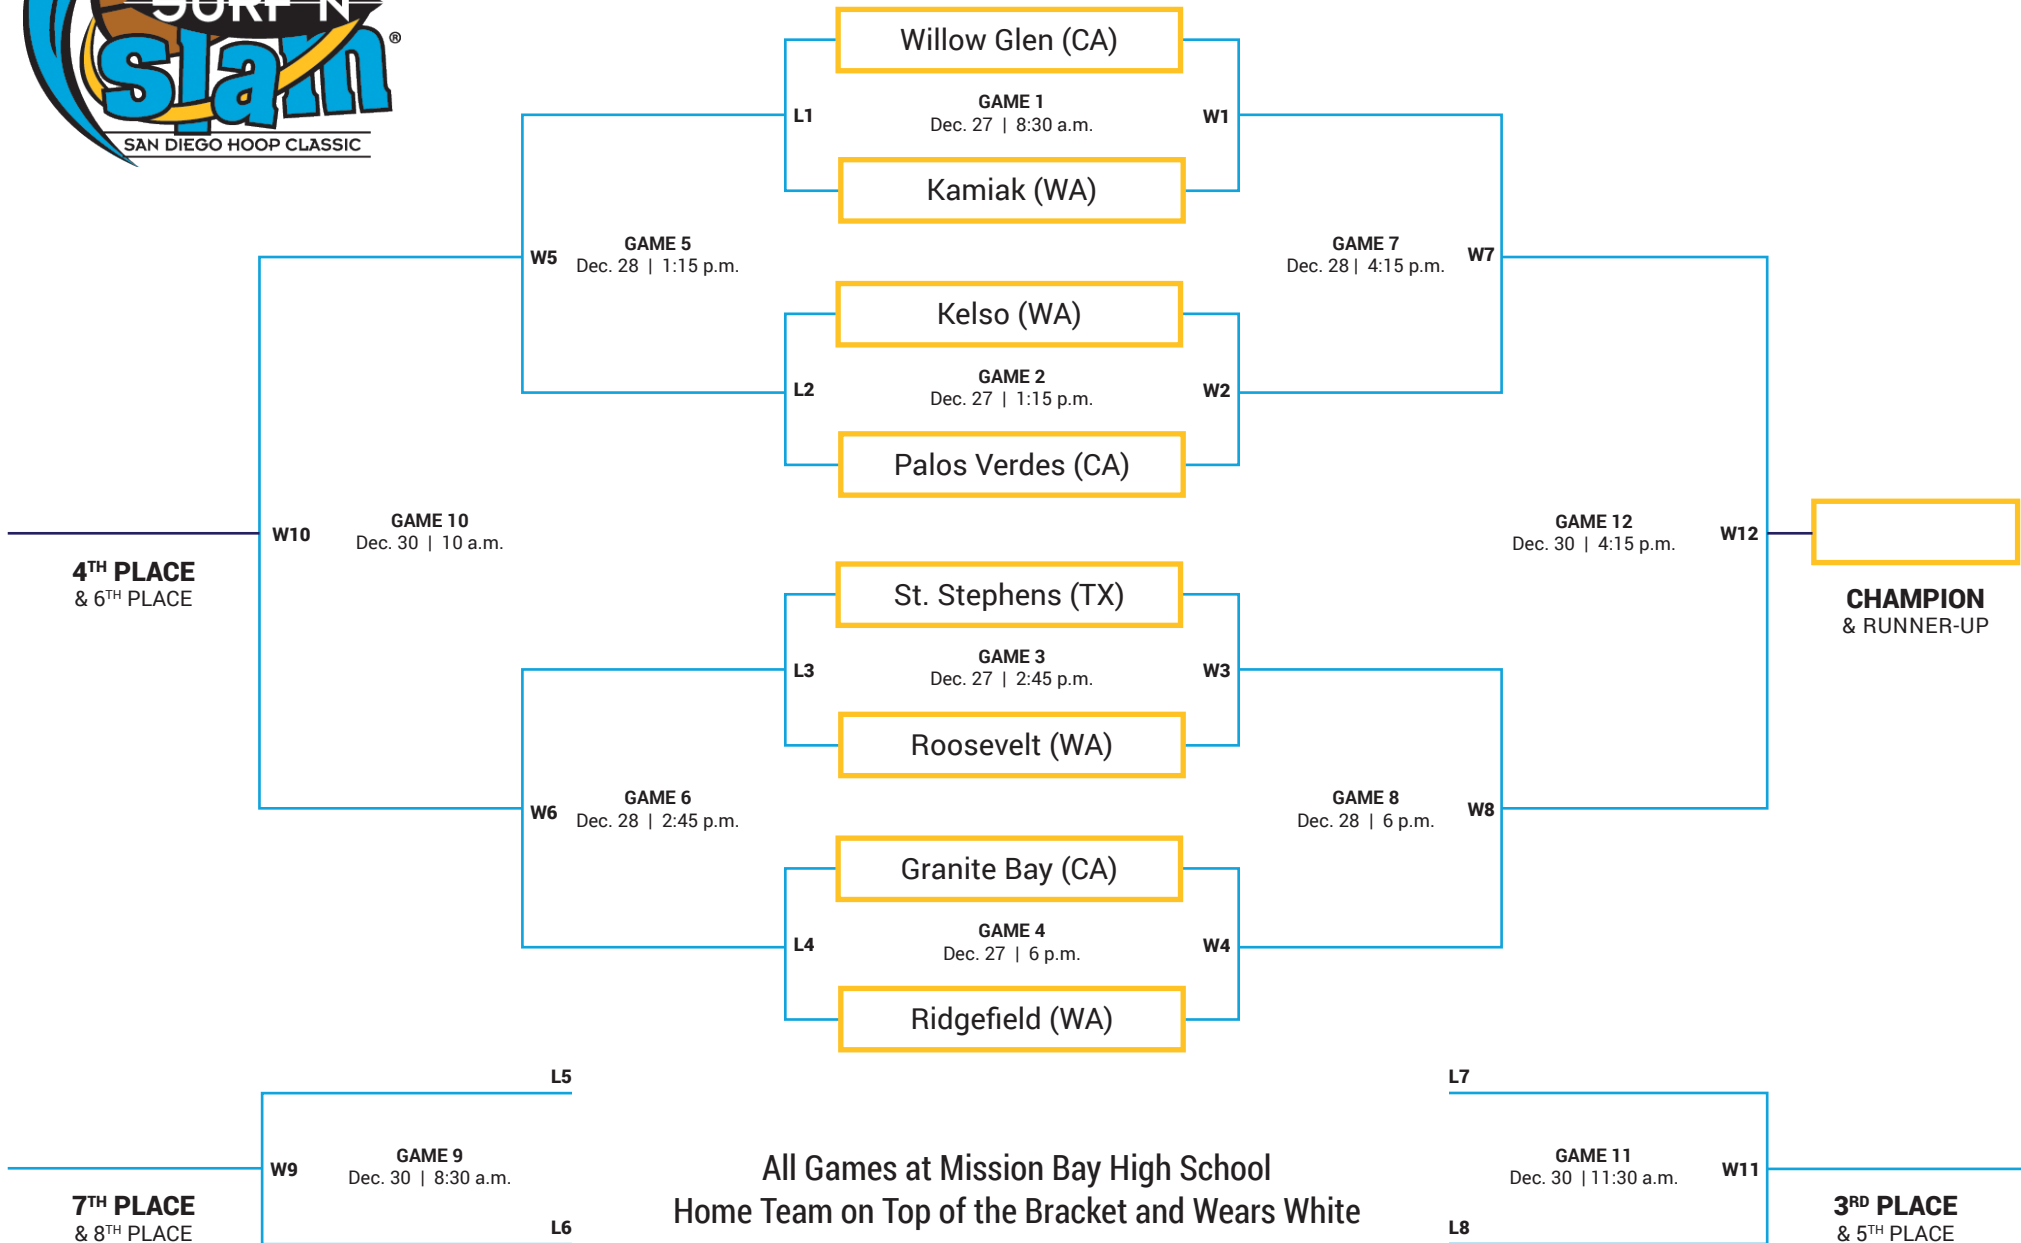 SURF 'N
slam®
SAN DIEGO HOOP CLASSIC
Willow Glen (CA)
L1
GAME 1
Dec. 27 | 8:30 a.m.
W1
Kamiak (WA)
W5
GAME 5
Dec. 28 | 1:15 p.m.
GAME 7
Dec. 28 | 4:15 p.m.
W7
Kelso (WA)
L2
GAME 2
Dec. 27 | 1:15 p.m.
W2
Palos Verdes (CA)
W10
GAME 10
Dec. 30 | 10 a.m.
4TH PLACE
& 6TH PLACE
GAME 12
Dec. 30 | 4:15 p.m.
W12
CHAMPION
& RUNNER-UP
St. Stephens (TX)
L3
GAME 3
Dec. 27 | 2:45 p.m.
W3
Roosevelt (WA)
W6
GAME 6
Dec. 28 | 2:45 p.m.
GAME 8
Dec. 28 | 6 p.m.
W8
Granite Bay (CA)
L4
GAME 4
Dec. 27 | 6 p.m.
W4
Ridgefield (WA)
L5
W9
GAME 9
Dec. 30 | 8:30 a.m.
7TH PLACE
& 8TH PLACE
L6
All Games at Mission Bay High School
Home Team on Top of the Bracket and Wears White
L7
GAME 11
Dec. 30 | 11:30 a.m.
W11
L8
3RD PLACE
& 5TH PLACE